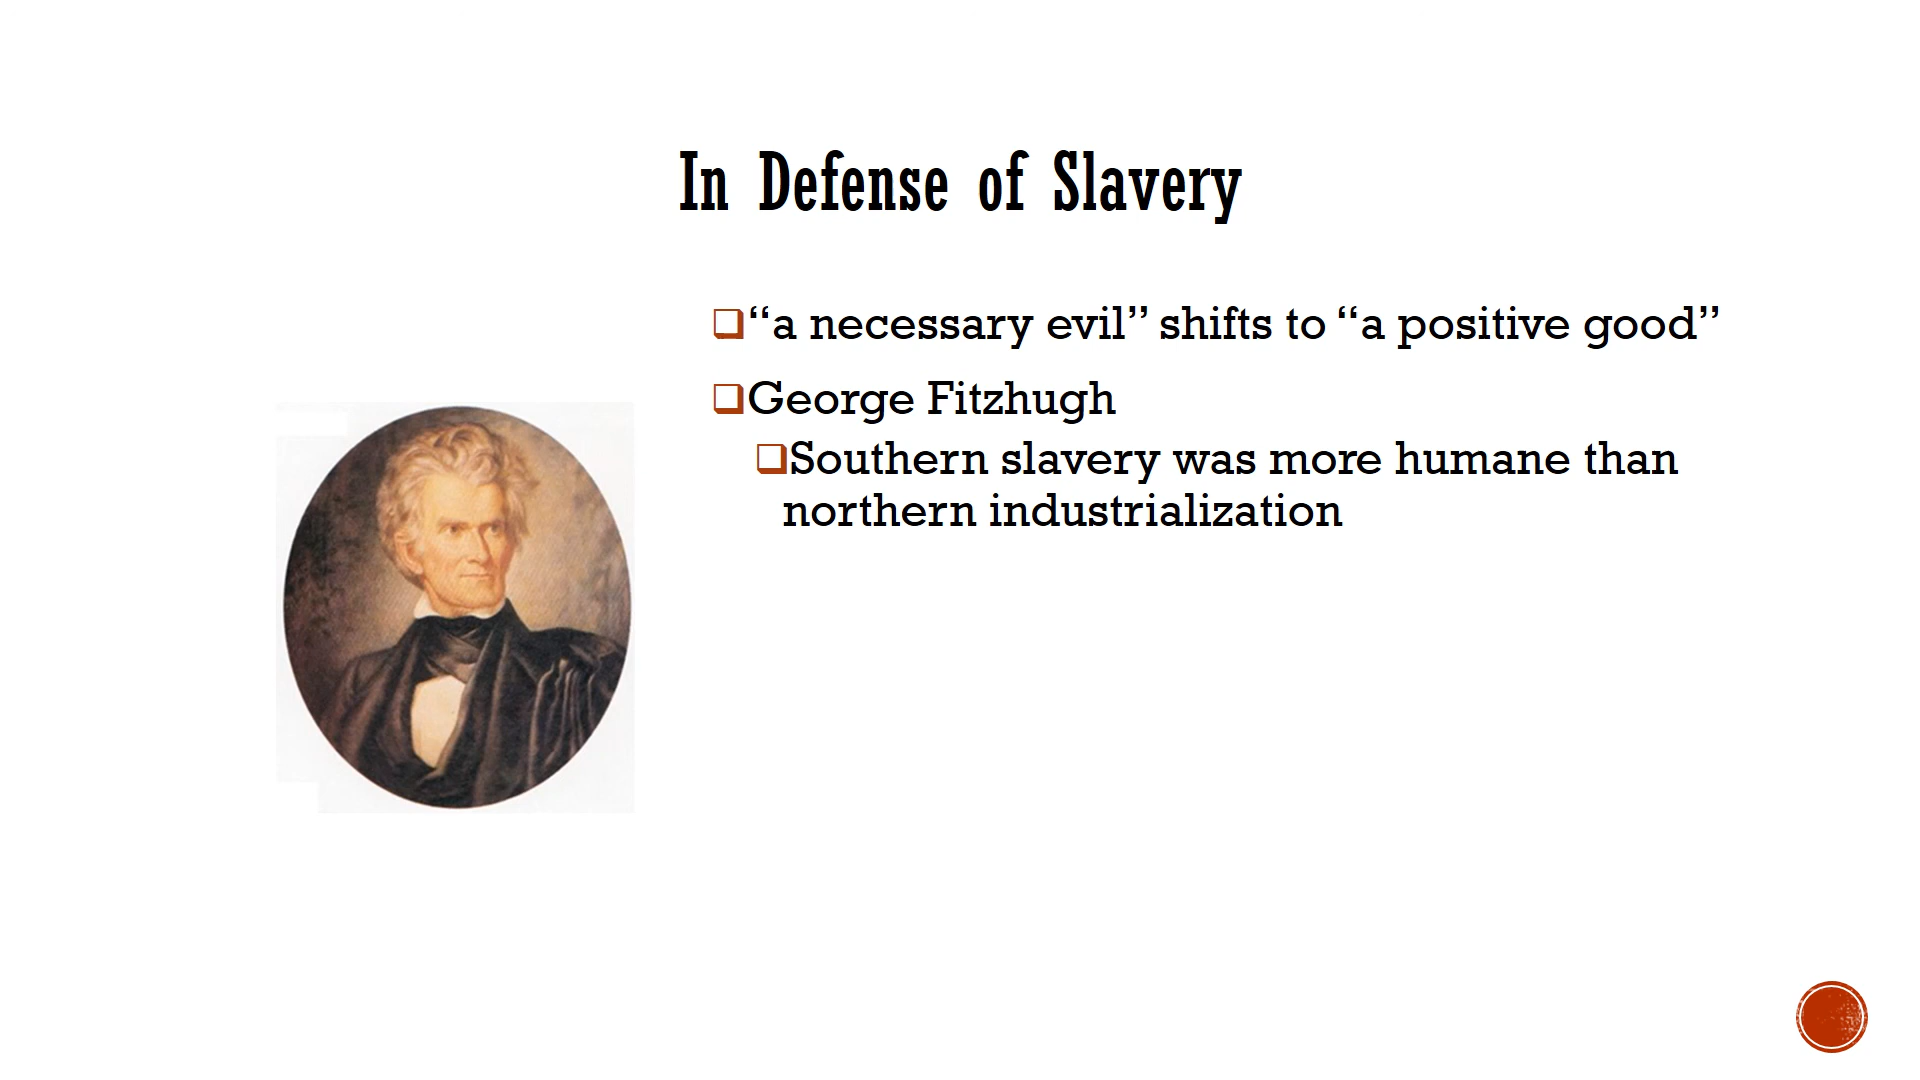 In Defense of Slavery
“a necessary evil” shifts to “a positive good”
George Fitzhugh
Southern slavery was more humane than
northern industrialization